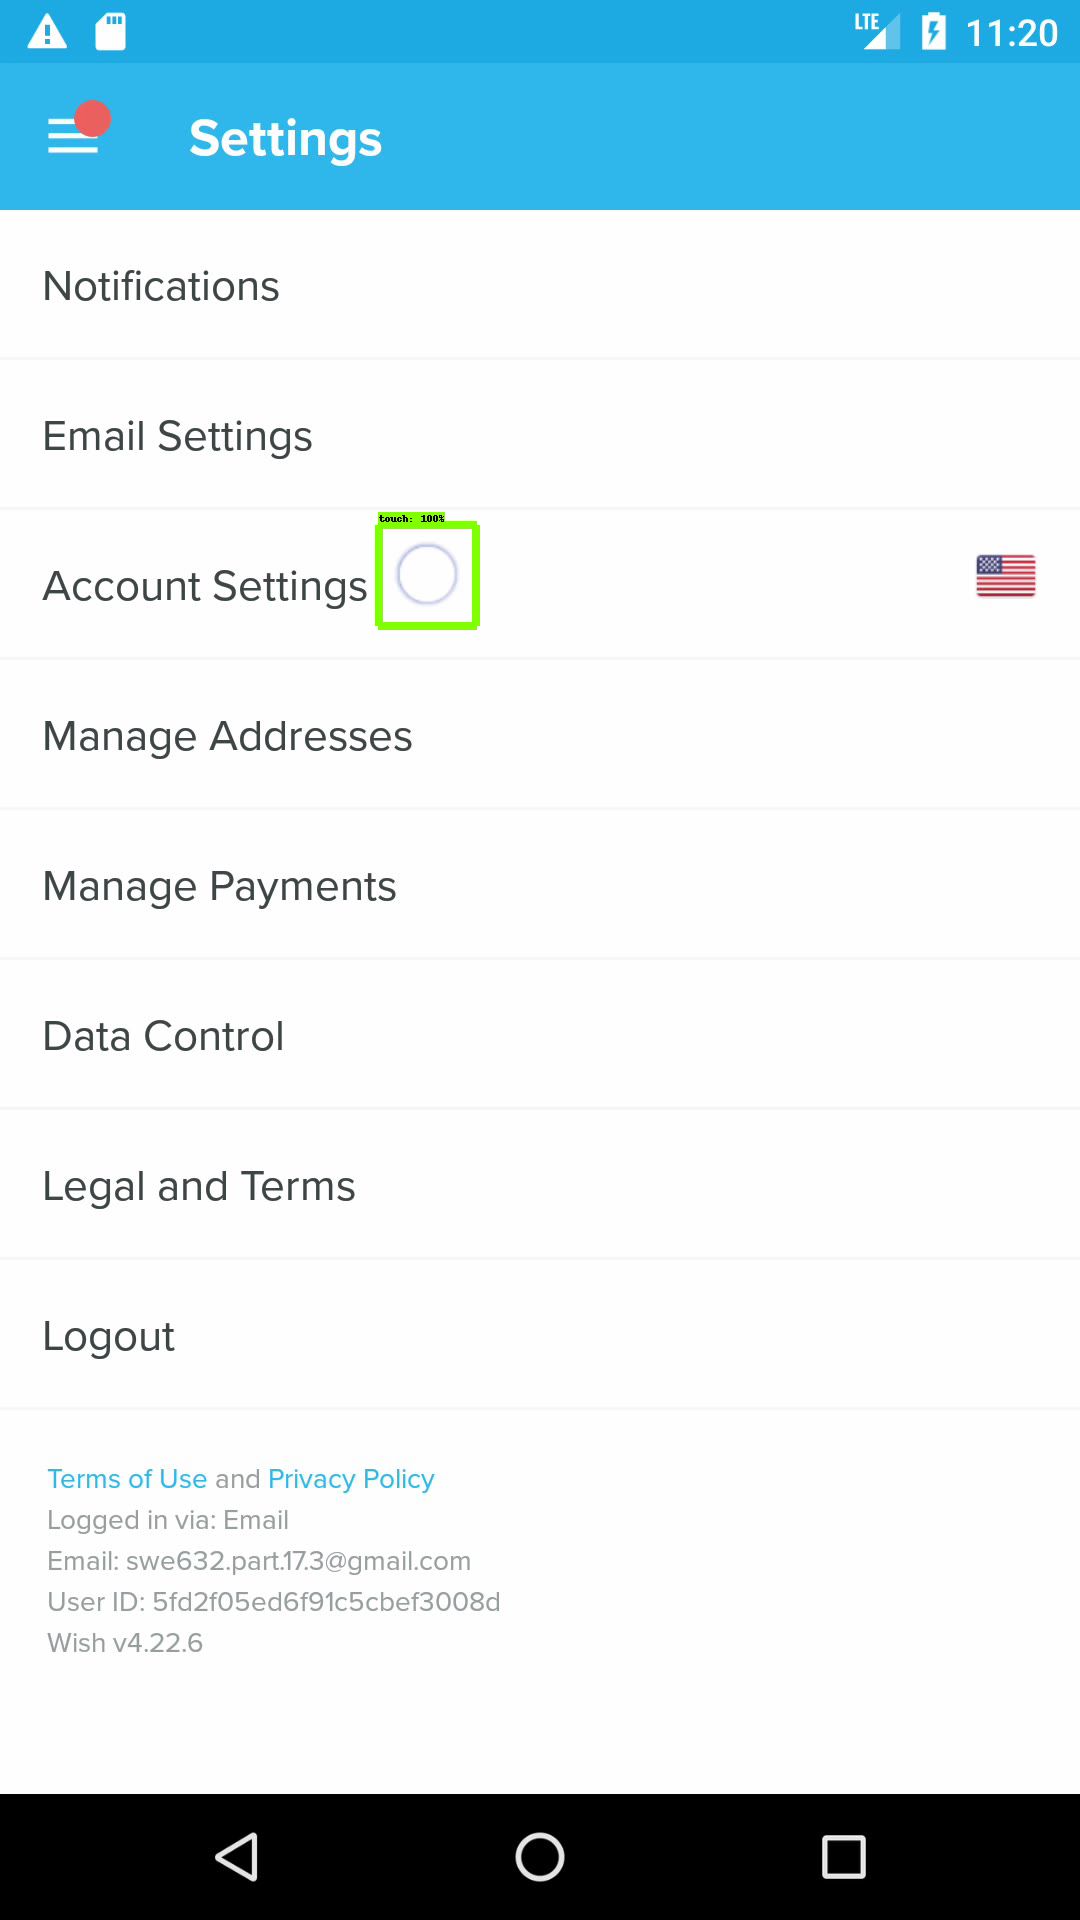 LTE 11:20
Settings
Notifications
Email Settings
touch: 100%
Account Settings
Manage Addresses
Manage Payments
Data Control
Legal and Terms
Logout
Terms of Use and Privacy Policy
Logged in via: Email
Email: swe632.part.17.3@gmail.com
User ID: 5fd2f05ed6f91c5cbef3008d
Wish v4.22.6